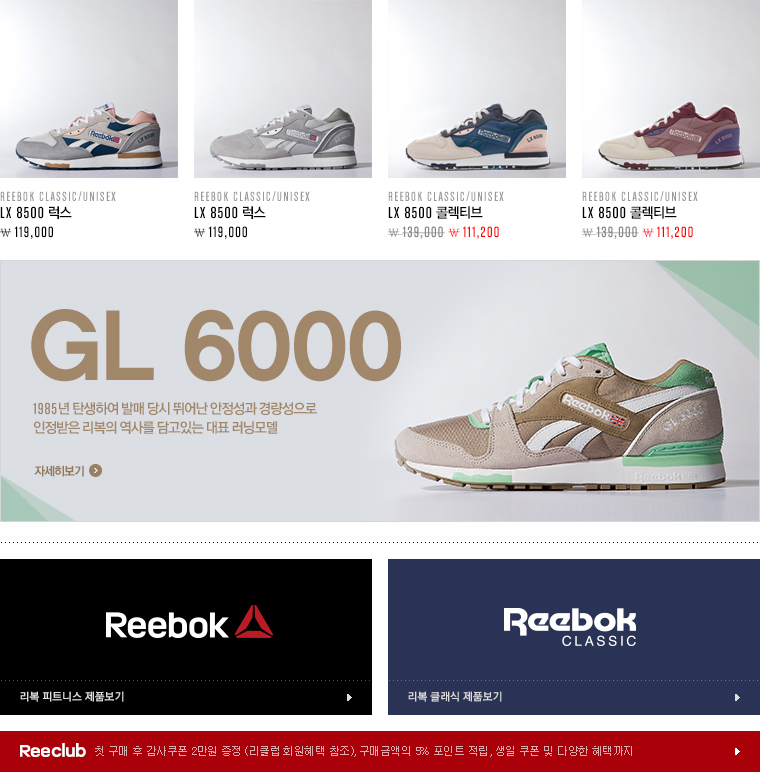 REEBOK CLASSIC/UNISEX
LX 8500 럭스
₩ 119,000
REEBOK CLASSIC/UNISEX
LX 8500 럭스
₩ 119,000
REEBOK CLASSIC/UNISEX
LX 8500 콜렉티브
₩ 139,000 ₩ 111,200
REEBOK CLASSIC/UNISEX
LX 8500 콜렉티브
₩ 139,000 ₩ 111,200
GL 6000
1985년 탄생하여 발매 당시 뛰어난 안정성과 경량성으로
인정받은 리복의 역사를 담고있는 대표 러닝모델
자세히보기
Reebok
Reebok
리복 피트니스 제품보기
Reebok
CLASSIC
리복 클래식 제품보기
Reeclub 첫 구매 후 감사쿠폰 2만원 증정 (리클럽 회원혜택 참조), 구매금액의 5% 포인트 적립, 생일 쿠폰 및 다양한 혜택까지